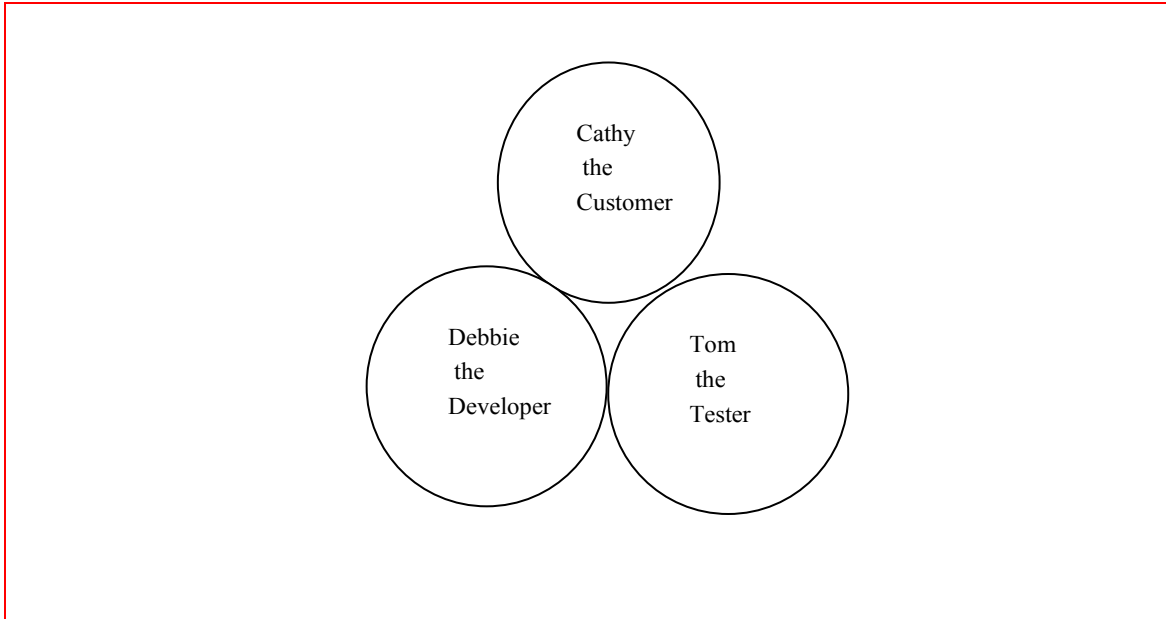 Cathy
the
Customer
Debbie
the
Developer
Tom
the
Tester